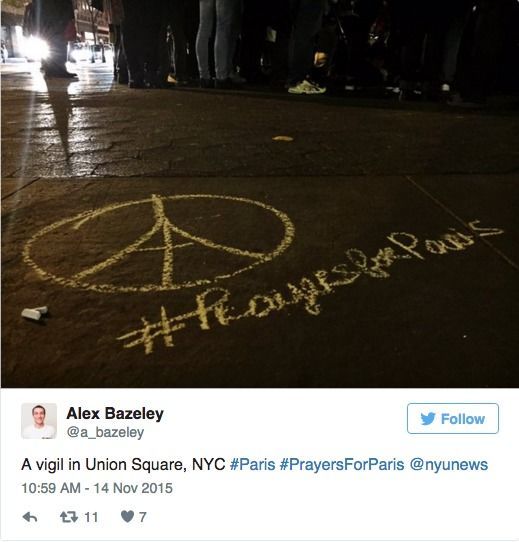 #PrayersforParis
Alex Bazeley
@a_bazeley
Follow
A vigil in Union Square, NYC #Paris #PrayersForParis @nyunews
10:59 AM - 14 Nov 2015
11
7